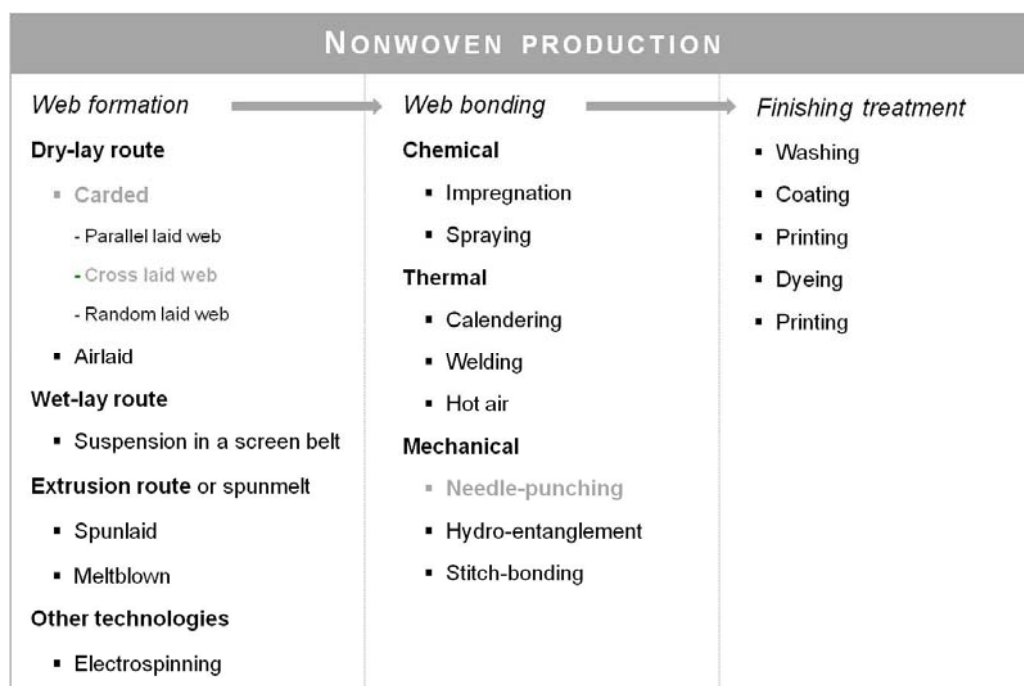 NONWOVEN PRODUCTION
Web formation
Dry-lay route
▪ Carded
- Parallel laid web
- Cross laid web
- Random laid web
▪ Airlaid
Wet-lay route
▪ Suspension in a screen belt
Extrusion route or spunmelt
▪ Spunlaid
▪ Meltblown
Other technologies
▪ Electrospinning
Web bonding
Chemical
▪ Impregnation
▪ Spraying
Thermal
▪ Calendering
▪ Welding
▪ Hot air
Mechanical
▪ Needle-punching
▪ Hydro-entanglement
▪ Stitch-bonding
Finishing treatment
▪ Washing
▪ Coating
▪ Printing
▪ Dyeing
▪ Printing